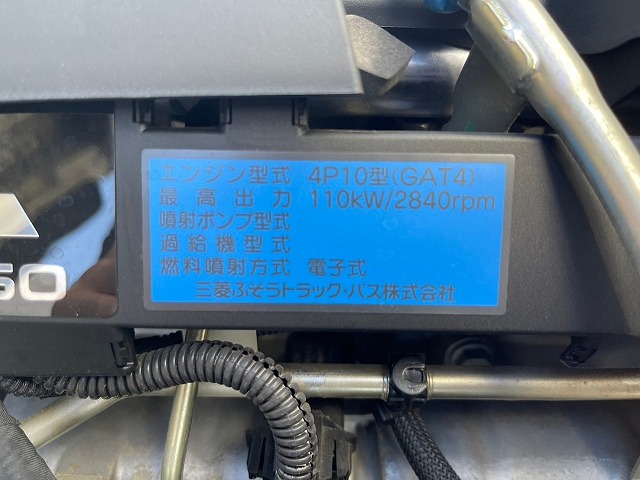 エンジン型式 4P10型(GAT4)
最高出力 110kW/2840rpm
噴射ポンプ型式
過給機型式
燃料噴射方式 電子式
三菱ふそうトラック・バス株式会社
50